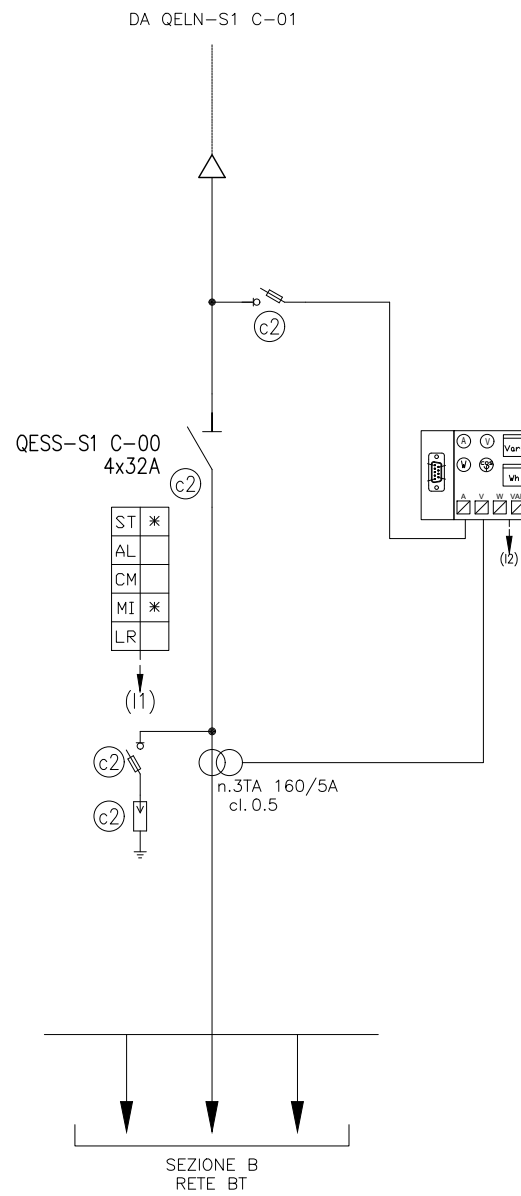 DA QELN-S1 C-01
c2
QESS-S1 C-00
4x32A
c2
A V Var
W Wh
A V W VA
(I2)
ST *
AL
CM
MI *
LR
(I1)
c2
n.3TA 160/5A
cl.0.5
c2
SEZIONE B
RETE BT